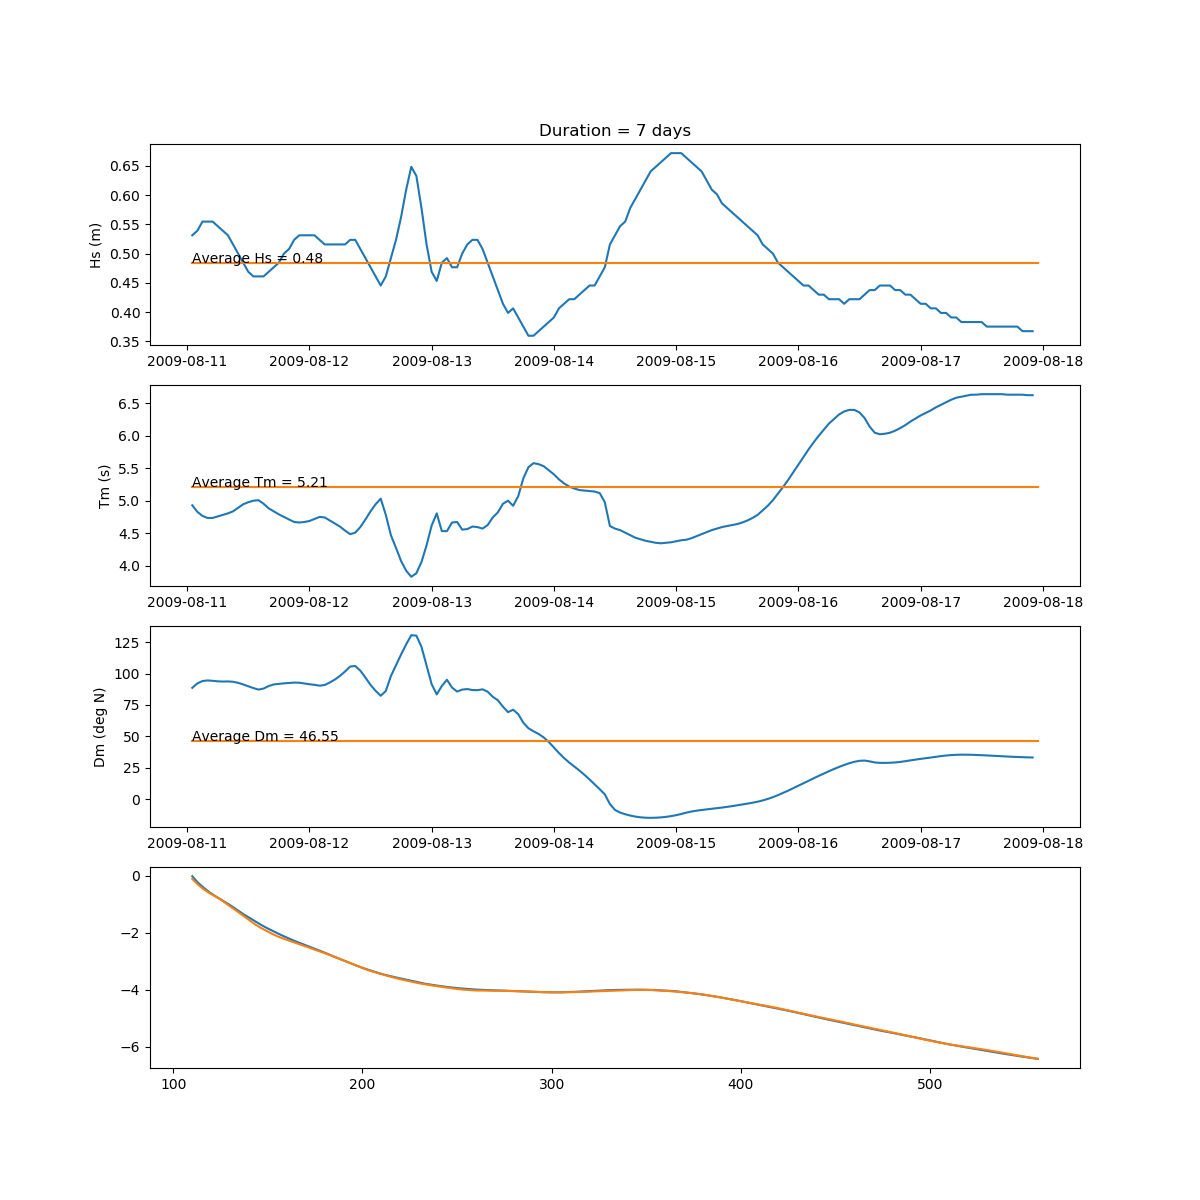 Duration = 7 days
Hs (m)
0.65
0.60
0.55
0.50
0.45
0.40
0.35
Average Hs = 0.48
2009-08-11 2009-08-12 2009-08-13 2009-08-14 2009-08-15 2009-08-16 2009-08-17 2009-08-18
Tm (s)
6.5
6.0
5.5
5.0
4.5
4.0
Average Tm = 5.21
2009-08-11 2009-08-12 2009-08-13 2009-08-14 2009-08-15 2009-08-16 2009-08-17 2009-08-18
Dm (deg N)
125
100
75
50
25
0
Average Dm = 46.55
2009-08-11 2009-08-12 2009-08-13 2009-08-14 2009-08-15 2009-08-16 2009-08-17 2009-08-18
0
−2
−4
−6
100 200 300 400 500